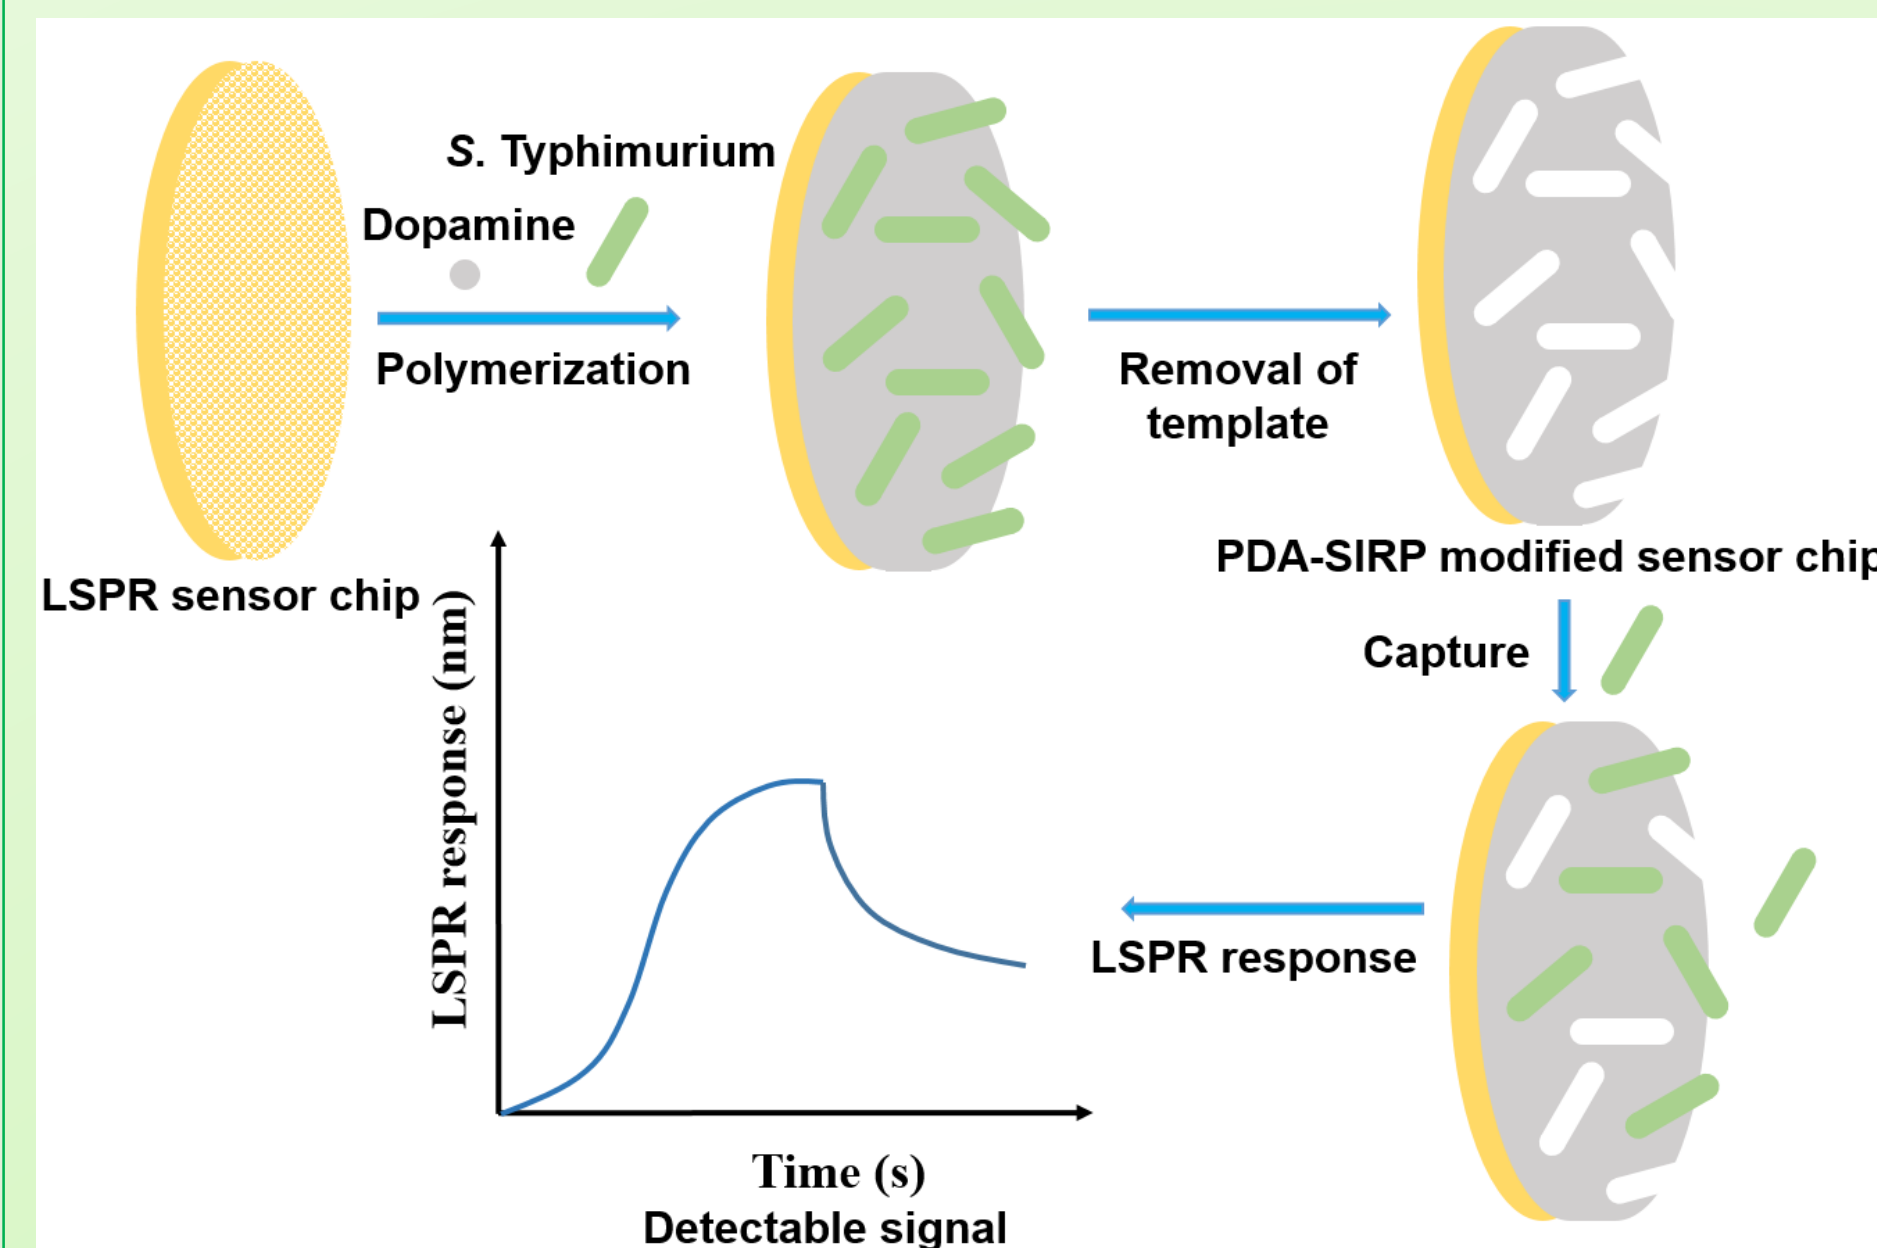 S. Typhimurium
Dopamine
Polymerization
LSPR sensor chip
Removal of
template
PDA-SIRP modified sensor chip
Capture
LSPR response
LSPR response (nm)
Time (s)
Detectable signal